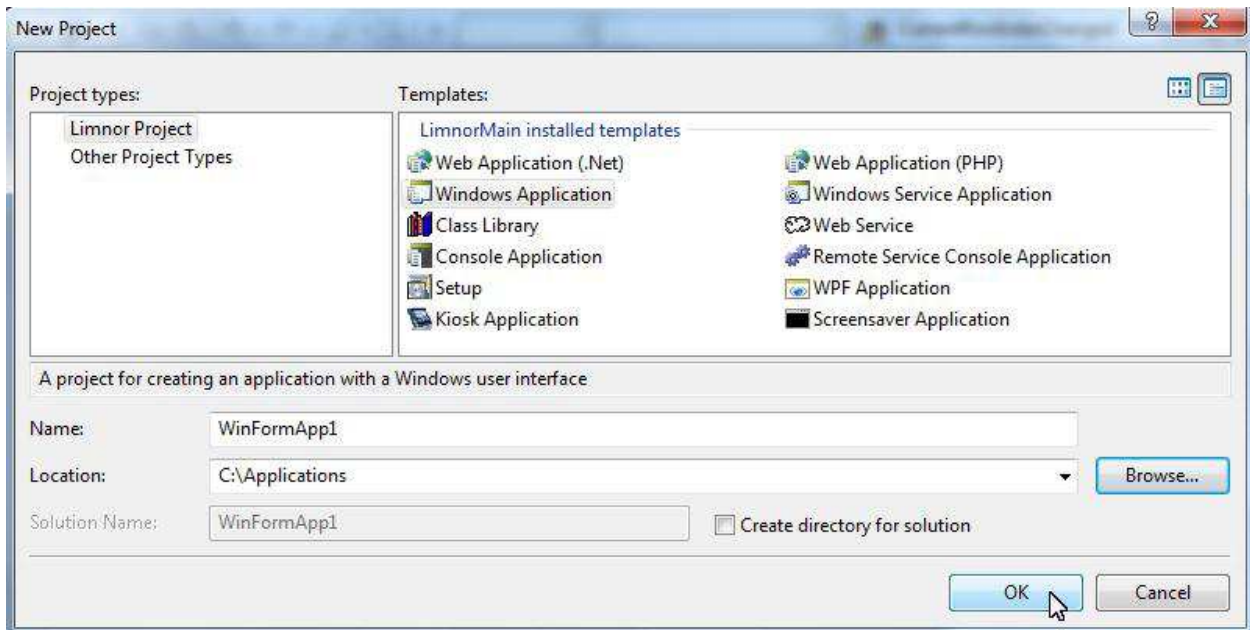 New Project
Project types:
Templates:
Limnor Project
Other Project Types
LimnorMain installed templates
Web Application (.Net)
Web Application (PHP)
Windows Application
Windows Service Application
Class Library
Web Service
Console Application
Remote Service Console Application
Setup
WPF Application
Kiosk Application
Screensaver Application
A project for creating an application with a Windows user interface
Name:
WinFormApp1
Location:
C:\Applications
Browse...
Solution Name:
WinFormApp1
Create directory for solution
OK
Cancel